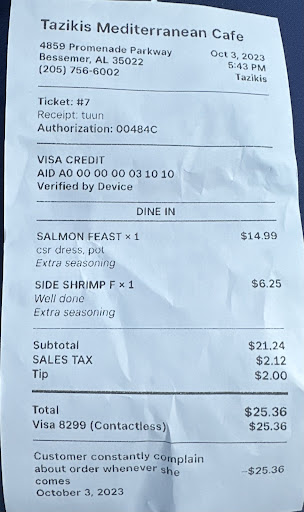 Tazikis Mediterranean Cafe
4859 Promenade Parkway
Bessemer, AL 35022
(205) 756-6002
Oct 3, 2023
5:43 PM
Tazikis
Ticket: #7
Receipt: tuun
Authorization: 00484C
VISA CREDIT
AID A0 00 00 00 03 10 10
Verified by Device
DINE IN
SALMON FEAST × 1 $14.99
csr dress, pot
Extra seasoning
SIDE SHRIMP F × 1 $6.25
Well done
Extra seasoning
Subtotal $21.24
SALES TAX $2.12
Tip $2.00
Total $25.36
Visa 8299 (Contactless) $25.36
Customer constantly complain
about order whenever she
comes
–$25.36
October 3, 2023